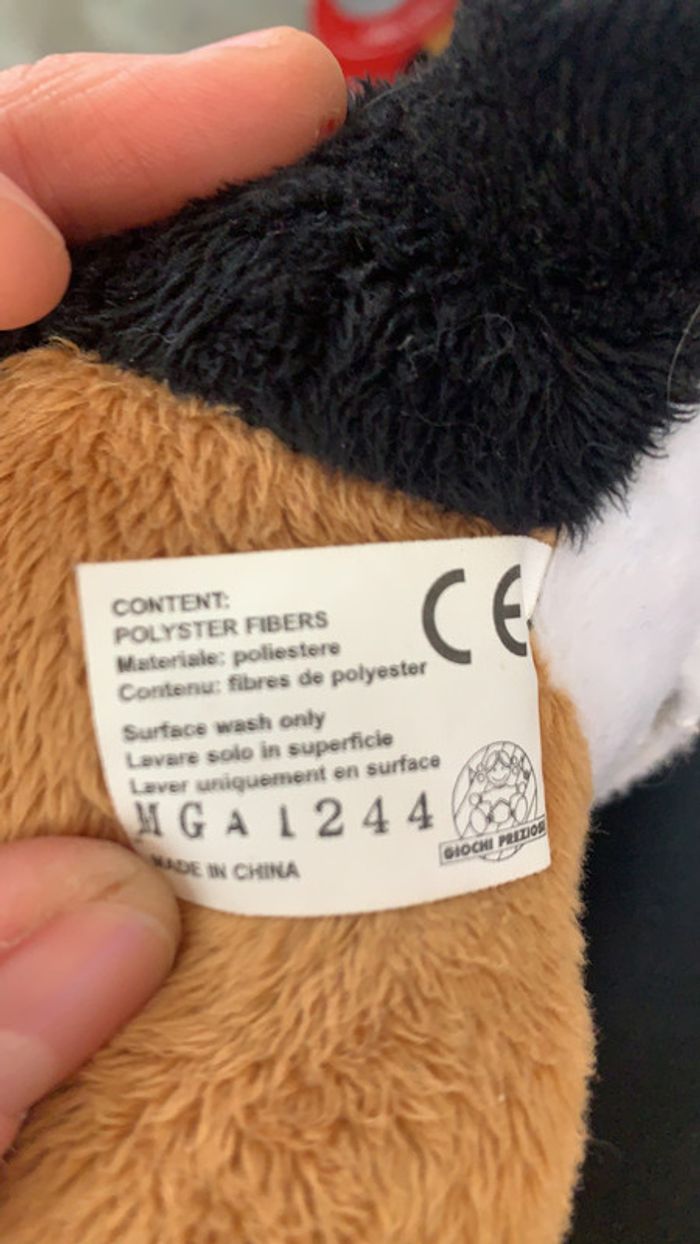 CONTENT:
POLYSTER FIBERS
Materiale: poliestere
Contenu: fibres de polyester
CE
Surface wash only
Lavare solo in superficie
Laver uniquement en surface
MGA1244
GIOCHI PREZIOSI
MADE IN CHINA